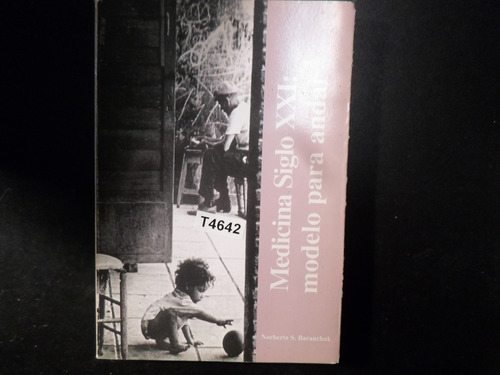 Medicina Siglo XXI:
modelo para andar
Norberto S. Baranchuk
T4642